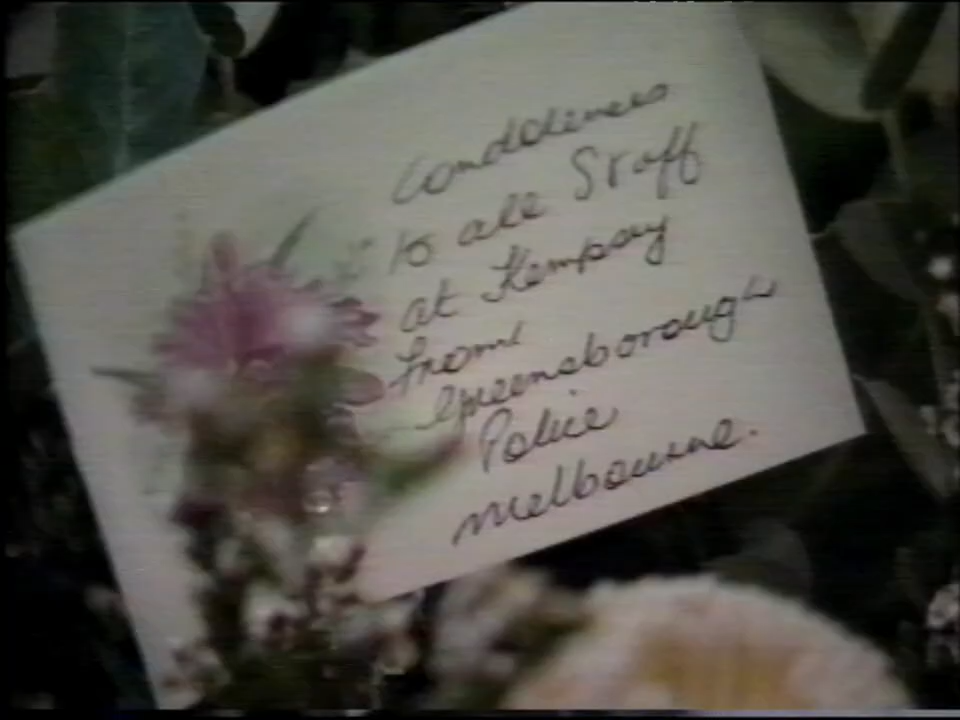 Condolences
to all Staff
at Kempsey
from
Greensborough
Police
melbourne.